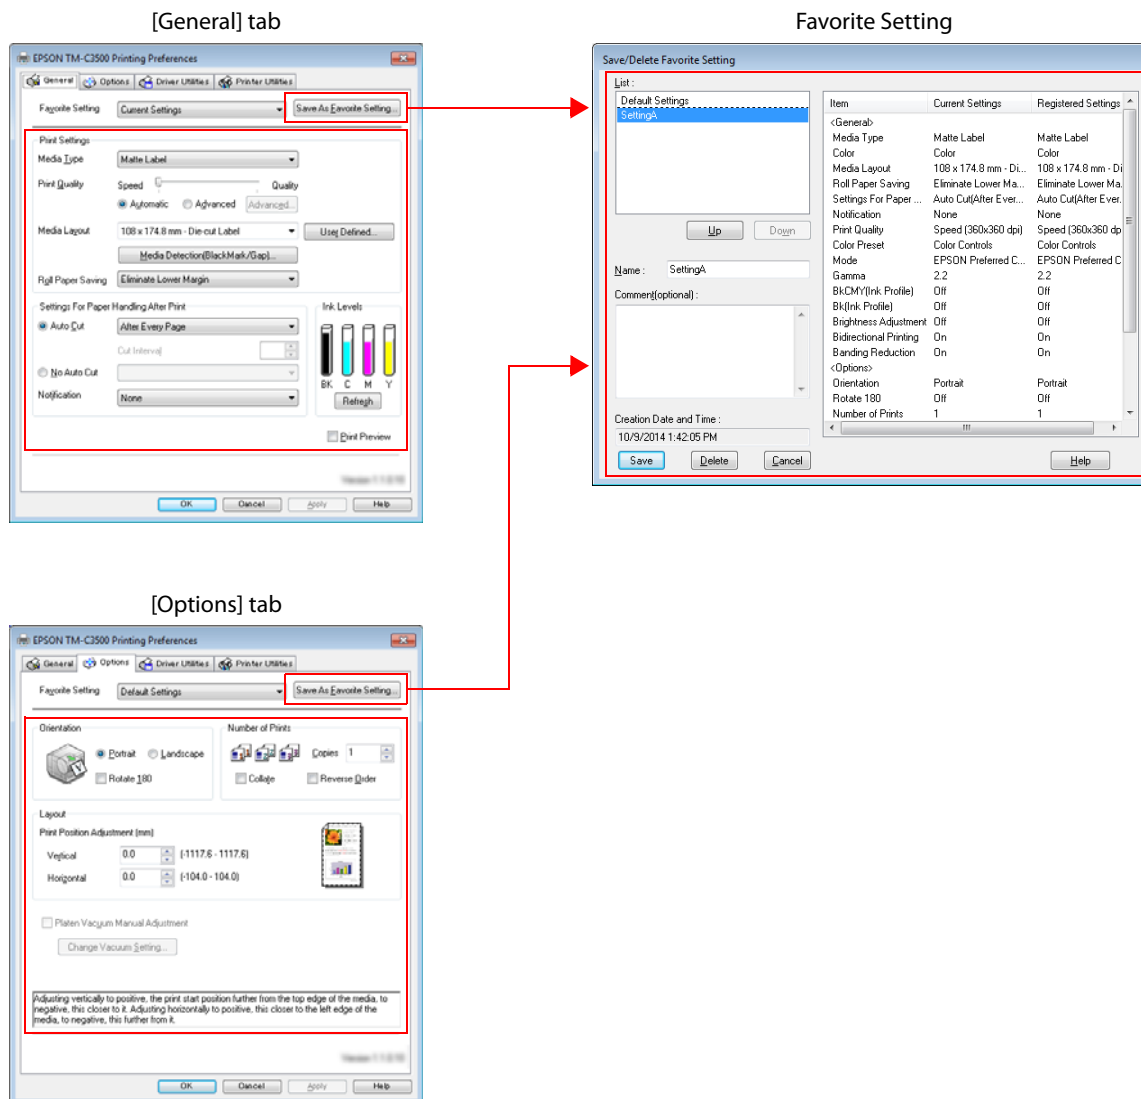 [General] tab
EPSON TM-C3500 Printing Preferences
General Options Driver Utilities Printer Utilities
Favorite Setting Current Settings Save As Favorite Setting...
Print Settings
Media Type Matte Label
Print Quality Speed Quality
Automatic Advanced Advanced...
Media Layout 108 x 174.8 mm - Die-cut Label User Defined...
Media Detection(BlackMark/Gap)...
Roll Paper Saving Eliminate Lower Margin
Settings For Paper Handling After Print
Auto Cut After Every Page
Cut Interval
No Auto Cut
Notification None
Ink Levels
BK C M Y
Refresh
Print Preview
OK Cancel Apply Help
Favorite Setting
Save/Delete Favorite Setting
List :
Default Settings
SettingA
Up Down
Name : SettingA
Comment(optional) :
Creation Date and Time :
10/9/2014 1:42:05 PM
Save Delete Cancel
Item Current Settings Registered Settings
<General>
Media Type Matte Label Matte Label
Color Color Color
Media Layout 108 x 174.8 mm - Di... 108 x 174.8 mm - Di
Roll Paper Saving Eliminate Lower Ma... Eliminate Lower Ma.
Settings For Paper ... Auto Cut(After Ever... Auto Cut(After Ever.
Notification None None
Print Quality Speed (360x360 dpi) Speed (360x360 dp
Color Preset Color Controls Color Controls
Mode EPSON Preferred C... EPSON Preferred C
Gamma 2.2 2.2
BkCMY(Ink Profile) Off Off
Bk(Ink Profile) Off Off
Brightness Adjustment Off Off
Bidirectional Printing On On
Banding Reduction On On
<Options>
Orientation Portrait Portrait
Rotate 180 Off Off
Number of Prints 1 1
Help
[Options] tab
EPSON TM-C3500 Printing Preferences
General Options Driver Utilities Printer Utilities
Favorite Setting Default Settings Save As Favorite Setting...
Orientation
Portrait Landscape
Rotate 180
Number of Prints
Copies 1
Collate Reverse Order
Layout
Print Position Adjustment (mm)
Vertical 0.0 (-1117.6 - 1117.6)
Horizontal 0.0 (-104.0 - 104.0)
Platen Vacuum Manual Adjustment
Change Vacuum Setting...
Adjusting vertically to positive, the print start position further from the top edge of the media, to
negative, this closer to it. Adjusting horizontally to positive, this closer to the left edge of the
media, to negative, this further from it.
OK Cancel Apply Help